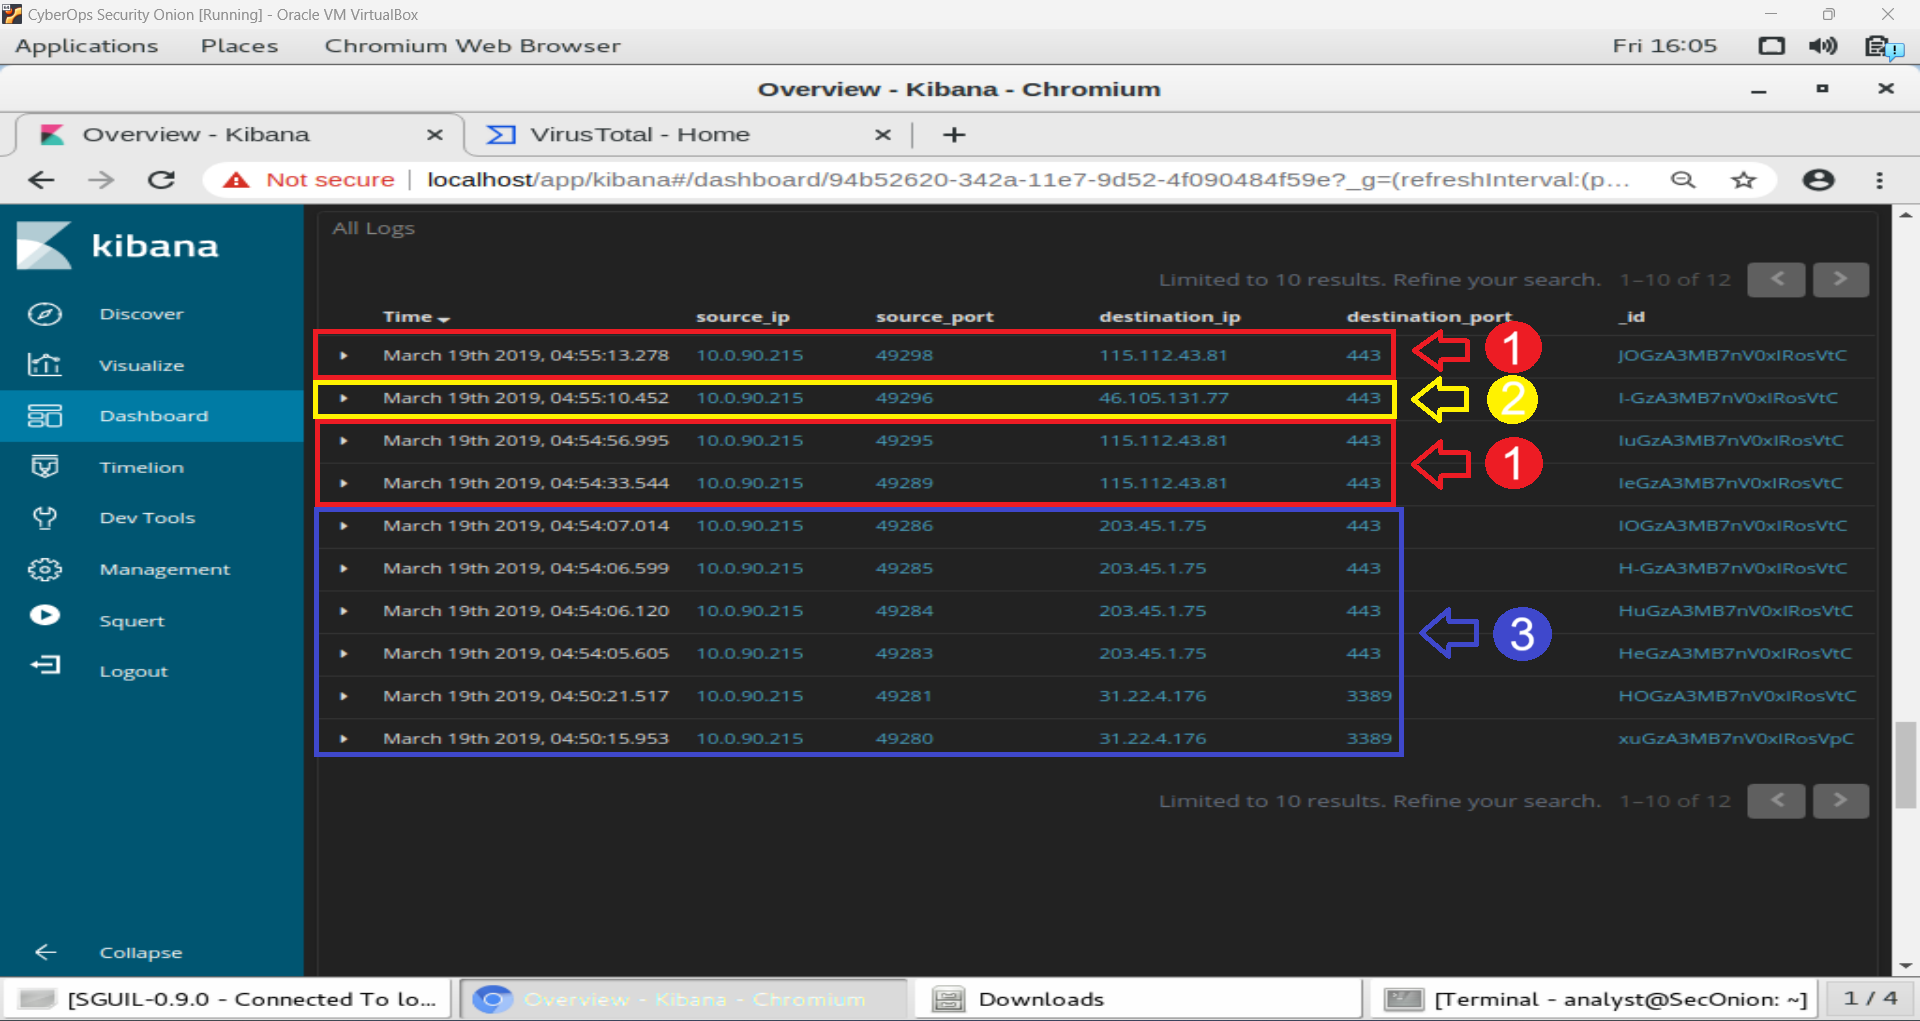 CyberOps Security Onion [Running] - Oracle VM VirtualBox
Applications Places Chromium Web Browser Fri 16:05
Overview - Kibana - Chromium
Overview - Kibana VirusTotal - Home
Not secure | localhost/app/kibana#/dashboard/94b52620-342a-11e7-9d52-4f090484f59e?_g=(refreshInterval:(p...
kibana
Discover
Visualize
Dashboard
Timelion
Dev Tools
Management
Squert
Logout
Collapse
All Logs
Limited to 10 results. Refine your search. 1–10 of 12
Time source_ip source_port destination_ip destination_port _id
March 19th 2019, 04:55:13.278 10.0.90.215 49298 115.112.43.81 443 1 JOGzA3MB7nV0xIRosVtC
March 19th 2019, 04:55:10.452 10.0.90.215 49296 46.105.131.77 443 2 I-GzA3MB7nV0xIRosVtC
March 19th 2019, 04:54:56.995 10.0.90.215 49295 115.112.43.81 443 IuGzA3MB7nV0xIRosVtC
1
March 19th 2019, 04:54:33.544 10.0.90.215 49289 115.112.43.81 443 IeGzA3MB7nV0xIRosVtC
March 19th 2019, 04:54:07.014 10.0.90.215 49286 203.45.1.75 443 IOGzA3MB7nV0xIRosVtC
March 19th 2019, 04:54:06.599 10.0.90.215 49285 203.45.1.75 443 H-GzA3MB7nV0xIRosVtC
March 19th 2019, 04:54:06.120 10.0.90.215 49284 203.45.1.75 443 HuGzA3MB7nV0xIRosVtC
3
March 19th 2019, 04:54:05.605 10.0.90.215 49283 203.45.1.75 443 HeGzA3MB7nV0xIRosVtC
March 19th 2019, 04:50:21.517 10.0.90.215 49281 31.22.4.176 3389 HOGzA3MB7nV0xIRosVtC
March 19th 2019, 04:50:15.953 10.0.90.215 49280 31.22.4.176 3389 xuGzA3MB7nV0xIRosVpC
Limited to 10 results. Refine your search. 1–10 of 12
[SGUIL-0.9.0 - Connected To lo... Overview - Kibana - Chromium Downloads [Terminal - analyst@SecOnion: ~] 1 / 4